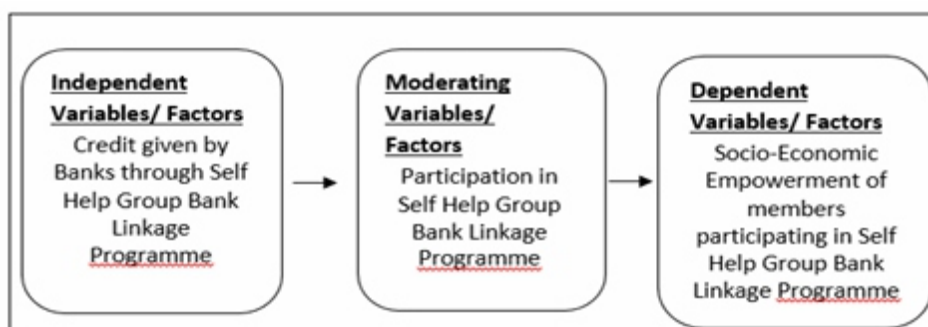 Independent
Variables/ Factors
Credit given by
Banks through Self
Help Group Bank
Linkage
Programme
Moderating
Variables/
Factors
Participation in
Self Help Group
Bank Linkage
Programme
Dependent
Variables/ Factors
Socio-Economic
Empowerment of
members
participating in Self
Help Group Bank
Linkage Programme